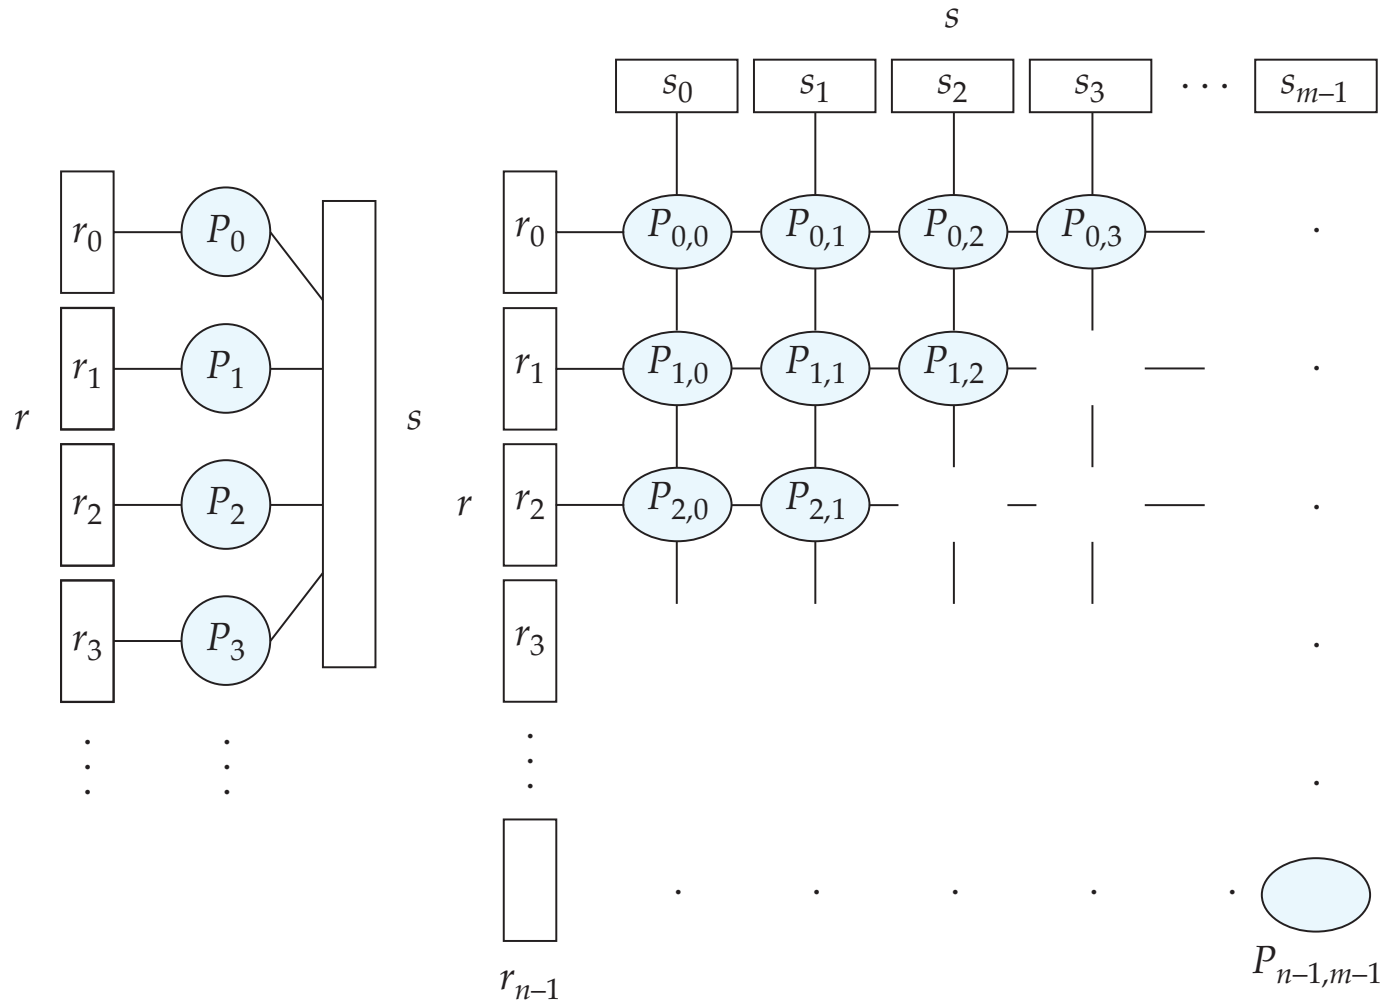 s
s0 s1 s2 s3 . . . sm–1
r0 P0 r0 P0,0 P0,1 P0,2 P0,3
r1 P1 r1 P1,0 P1,1 P1,2
r s
r2 P2 r r2 P2,0 P2,1
r3 P3 r3
rn–1 Pn–1,m–1